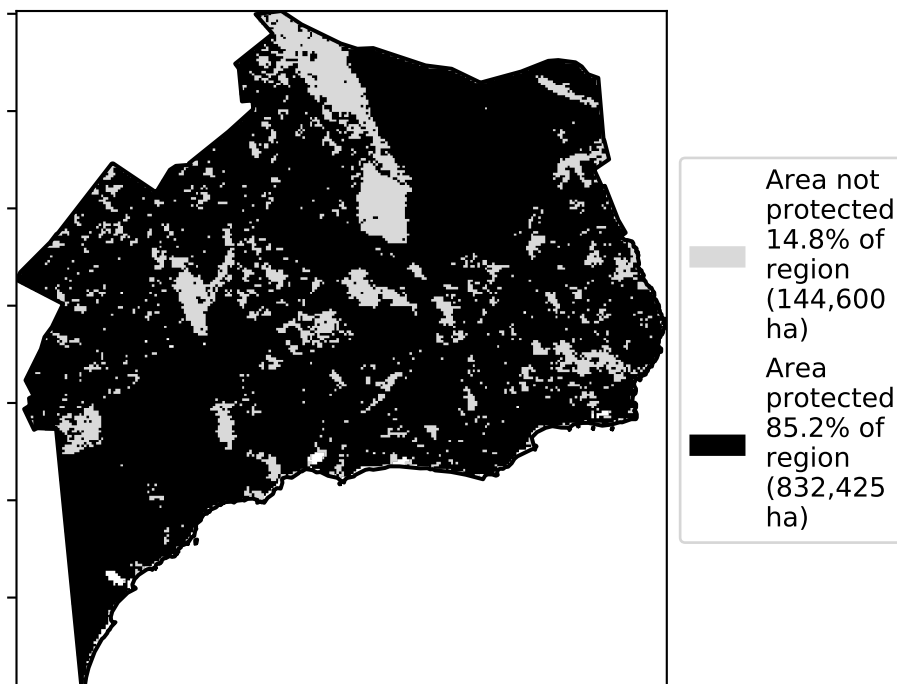 Area not
protected
14.8% of
region
(144,600
ha)
Area
protected
85.2% of
region
(832,425
ha)